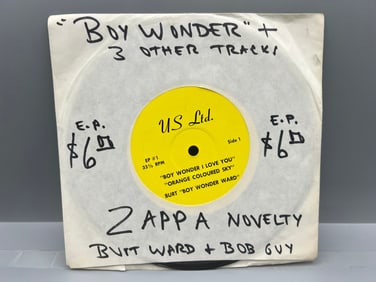 "BOY WONDER" +
3 OTHER TRACKS
E.P.
$6
E.P.
$6
US Ltd.
EP #1
33⅓ RPM
Side 1
"BOY WONDER I LOVE YOU"
"ORANGE COLOURED SKY"
BURT "BOY WONDER WARD"
ZAPPA NOVELTY
BURT WARD + BOB GUY